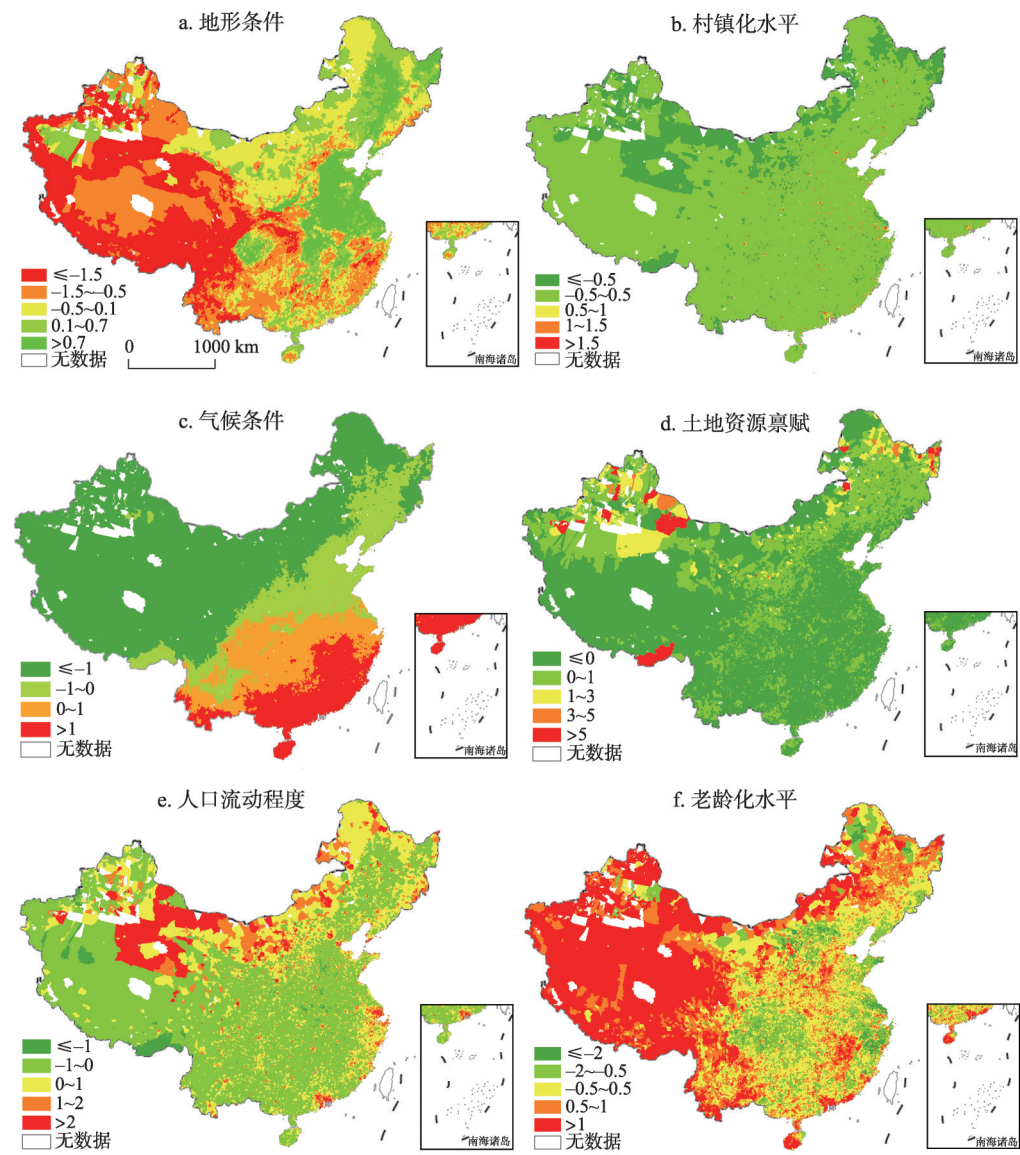 a. 地形条件
≤–1.5
–1.5~–0.5
–0.5~0.1
0.1~0.7
>0.7
无数据
0 1000 km
南海诸岛
b. 村镇化水平
≤–0.5
–0.5~0.5
0.5~1
1~1.5
>1.5
无数据
南海诸岛
c. 气候条件
≤–1
–1~0
0~1
>1
无数据
南海诸岛
d. 土地资源禀赋
≤0
0~1
1~3
3~5
>5
无数据
南海诸岛
e. 人口流动程度
≤–1
–1~0
0~1
1~2
>2
无数据
南海诸岛
f. 老龄化水平
≤–2
–2~–0.5
–0.5~0.5
0.5~1
>1
无数据
南海诸岛